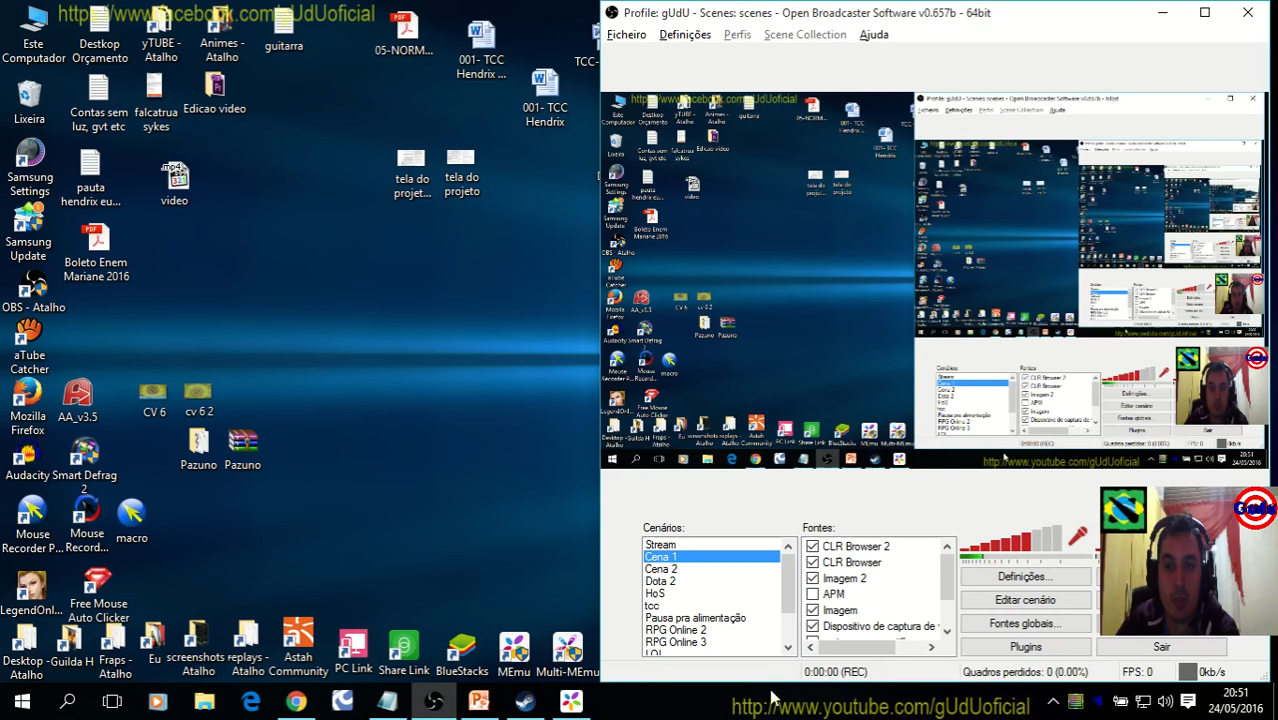 https://www.facebook.com/gUdUoficial
Este Computador
Destkop Orçamento
yTUBE - Atalho
Animes - Atalho
guitarra
05-NORM...
001- TCC Hendrix ...
TCC-
Lixeira
Contas sem luz, gvt etc
falcatrua sykes
Edicao video
001- TCC Hendrix
Samsung Settings
pauta hendrix eu...
mp4
video
tela do projet...
tela do projeto
Samsung Update
Boleto Enem Mariane 2016
OBS - Atalho
aTube Catcher
Mozilla Firefox
AA_v3.5
CV 6
cv 6 2
Audacity
Smart Defrag 2
Pazuno
Pazuno
Mouse Recorder P...
Mouse Record...
macro
LegendOnl...
Free Mouse Auto Clicker
Desktop - Atalho
Guilda H
Fraps - Atalho
Eu
screenshots - Atalho
replays - Atalho
Astah Community
PC Link
Share Link
BlueStacks
MEmu
Multi-MEmu
Profile: gUdU - Scenes: scenes - Open Broadcaster Software v0.657b - 64bit
Ficheiro Definições Perfis Scene Collection Ajuda
Cenários:
Stream
Cena 1
Cena 2
Dota 2
HoS
tcc
Pausa pra alimentação
RPG Online 2
RPG Online 3
LOL
Fontes:
CLR Browser 2
CLR Browser
Imagem 2
APM
Imagem
Dispositivo de captura de
Definições...
Editar cenário
Fontes globais...
Plugins
Sair
Gudu
0:00:00 (REC)
Quadros perdidos: 0 (0.00%)
FPS: 0
0kb/s
http://www.youtube.com/gUdUoficial
20:51
24/05/2016